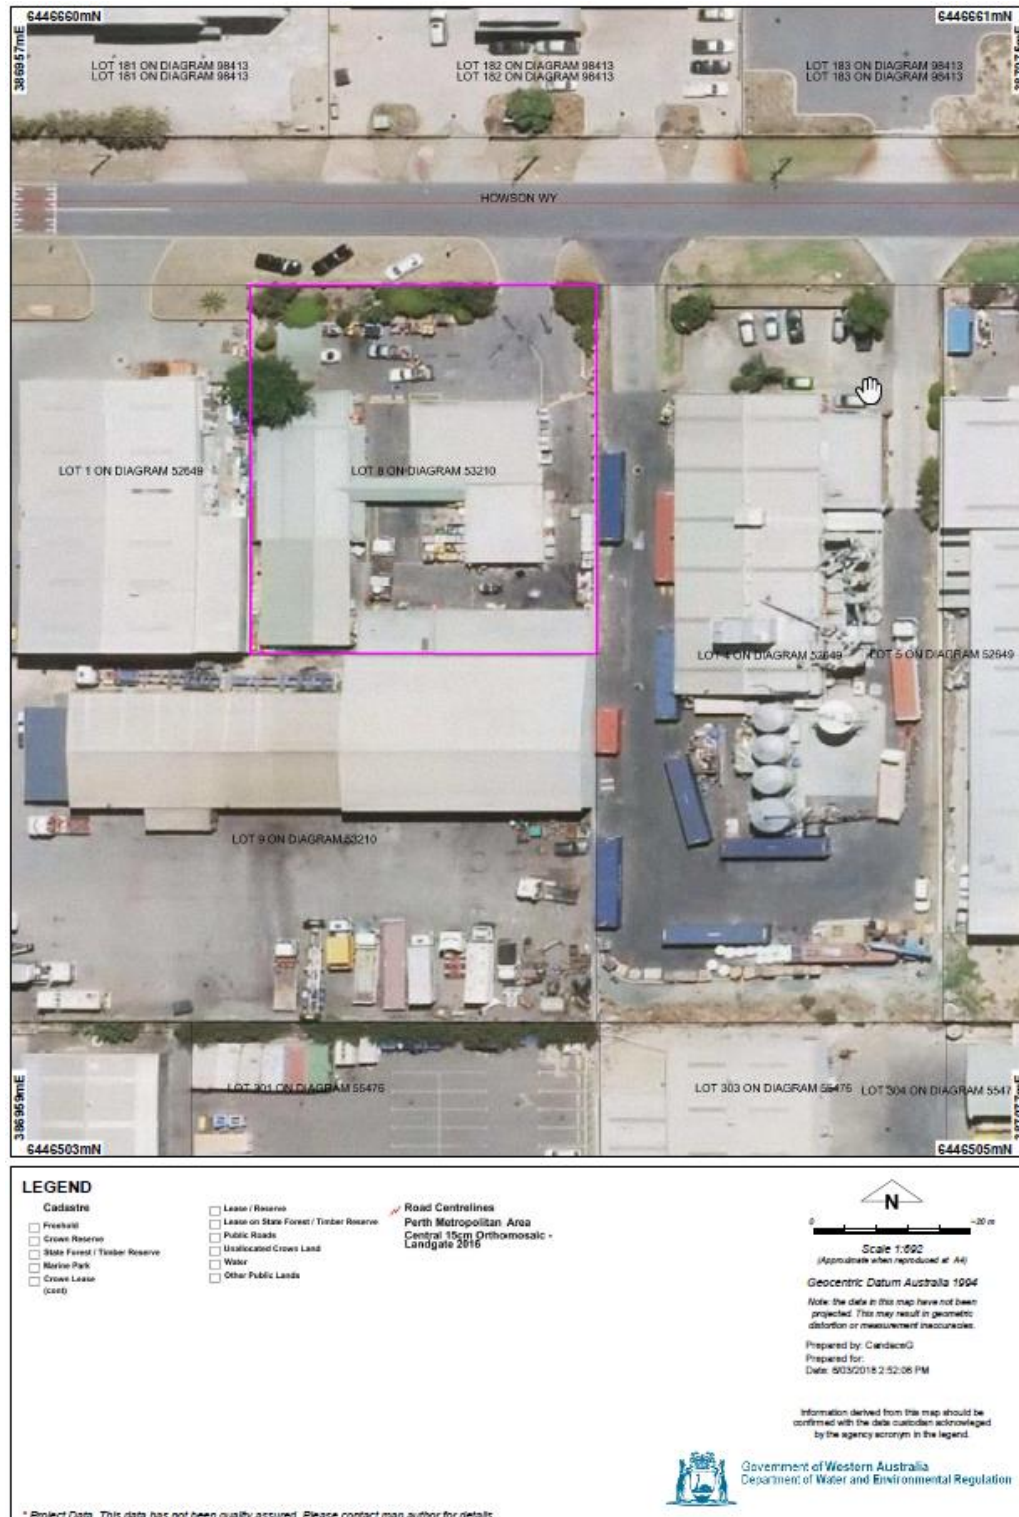 6446660mN
6446661mN
386957mE
LOT 181 ON DIAGRAM 98413
LOT 181 ON DIAGRAM 98413
LOT 182 ON DIAGRAM 98413
LOT 182 ON DIAGRAM 98413
LOT 183 ON DIAGRAM 98413
LOT 183 ON DIAGRAM 98413
HOWSON WY
LOT 1 ON DIAGRAM 52649
LOT 8 ON DIAGRAM 53210
LOT 4 ON DIAGRAM 52649
LOT 5 ON DIAGRAM 52649
LOT 9 ON DIAGRAM 53210
LOT 301 ON DIAGRAM 55476
LOT 303 ON DIAGRAM 55476
LOT 304 ON DIAGRAM 5547
386959mE
6446503mN
6446505mN
LEGEND
Cadastre
Freehold
Crown Reserve
State Forest / Timber Reserve
Marine Park
Crown Lease
(cont)
Lease / Reserve
Lease on State Forest / Timber Reserve
Public Roads
Unallocated Crown Land
Water
Other Public Lands
Road Centrelines
Perth Metropolitan Area
Central 15cm Orthomosaic -
Landgate 2016
N
0
~20 m
Scale 1:692
(Approximate when reproduced at A4)
Geocentric Datum Australia 1994
Note: the data in this map have not been
projected. This may result in geometric
distortion or measurement inaccuracies.
Prepared by: CandaceG
Prepared for:
Date: 6/03/2018 2:52:06 PM
Information derived from this map should be
confirmed with the data custodian acknowleged
by the agency acronym in the legend.
Government of Western Australia
Department of Water and Environmental Regulation
* Project Data. This data has not been quality assured. Please contact map author for details.